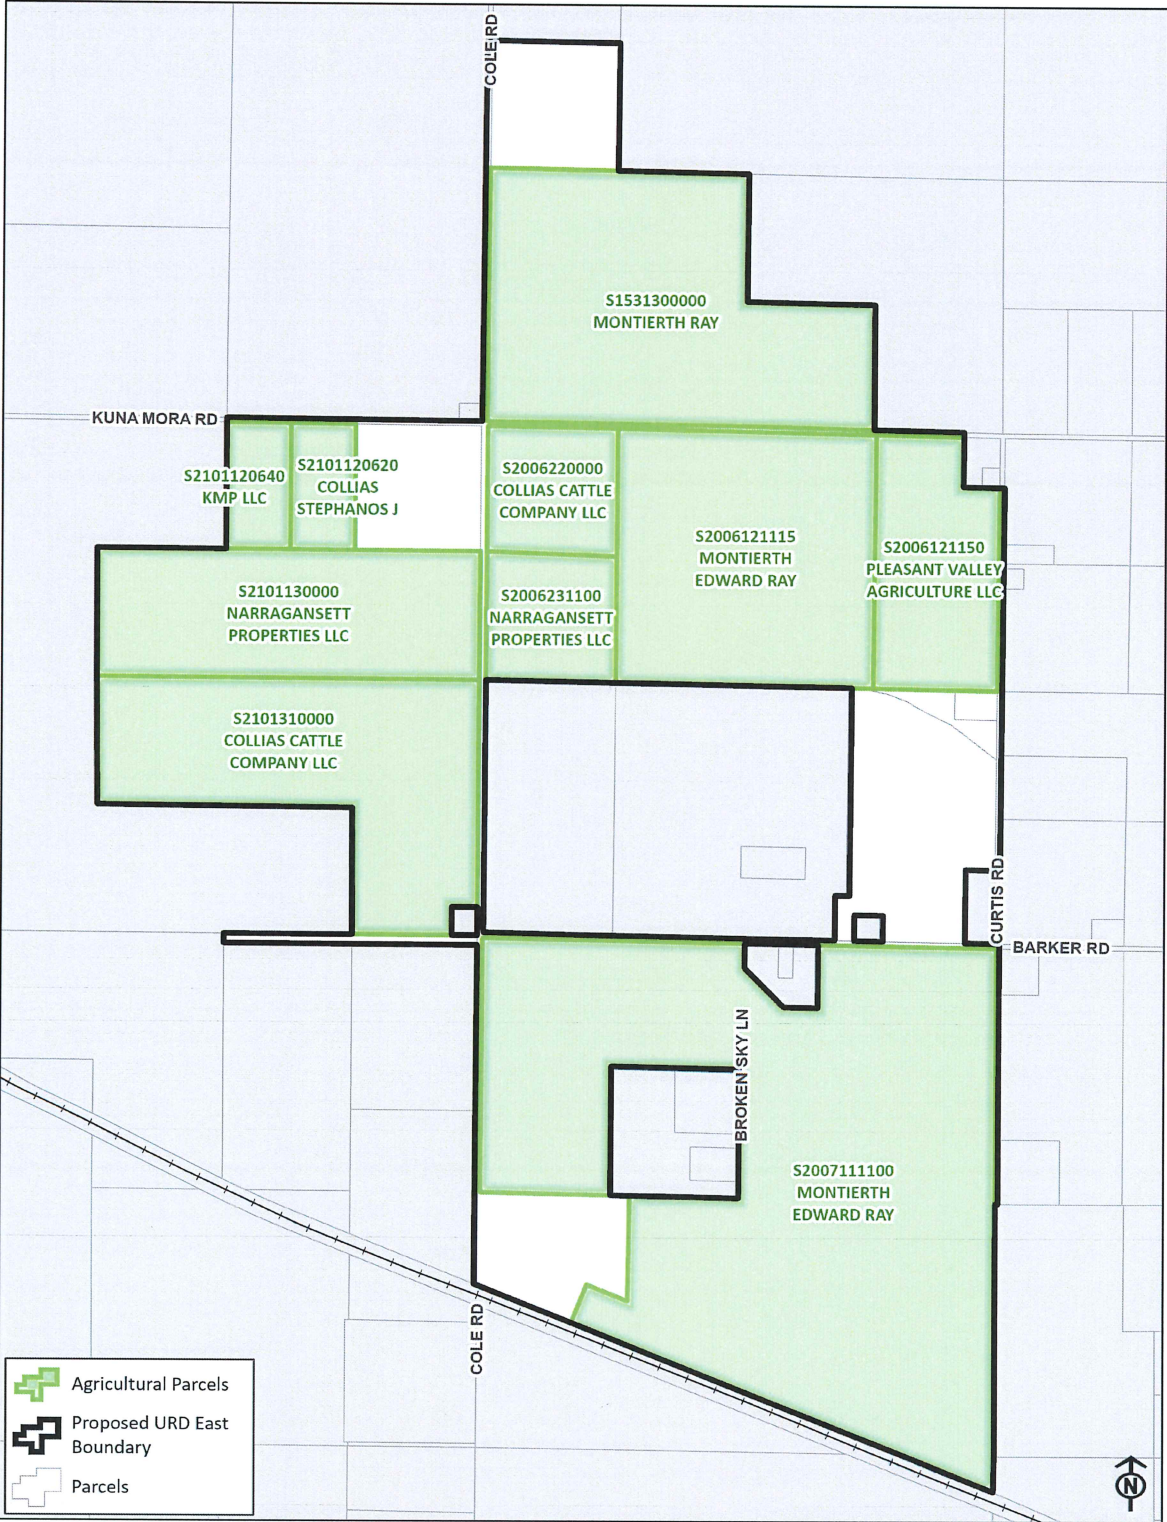 COLE RD
S1531300000
MONTIERTH RAY
KUNA MORA RD
S2101120640
KMP LLC
S2101120620
COLLIAS
STEPHANOS J
S2006220000
COLLIAS CATTLE
COMPANY LLC
S2006121115
MONTIERTH
EDWARD RAY
S2006121150
PLEASANT VALLEY
AGRICULTURE LLC
S2101130000
NARRAGANSETT
PROPERTIES LLC
S2006231100
NARRAGANSETT
PROPERTIES LLC
S2101310000
COLLIAS CATTLE
COMPANY LLC
CURTIS RD
BARKER RD
BROKEN SKY LN
S2007111100
MONTIERTH
EDWARD RAY
COLE RD
Agricultural Parcels
Proposed URD East
Boundary
Parcels
N